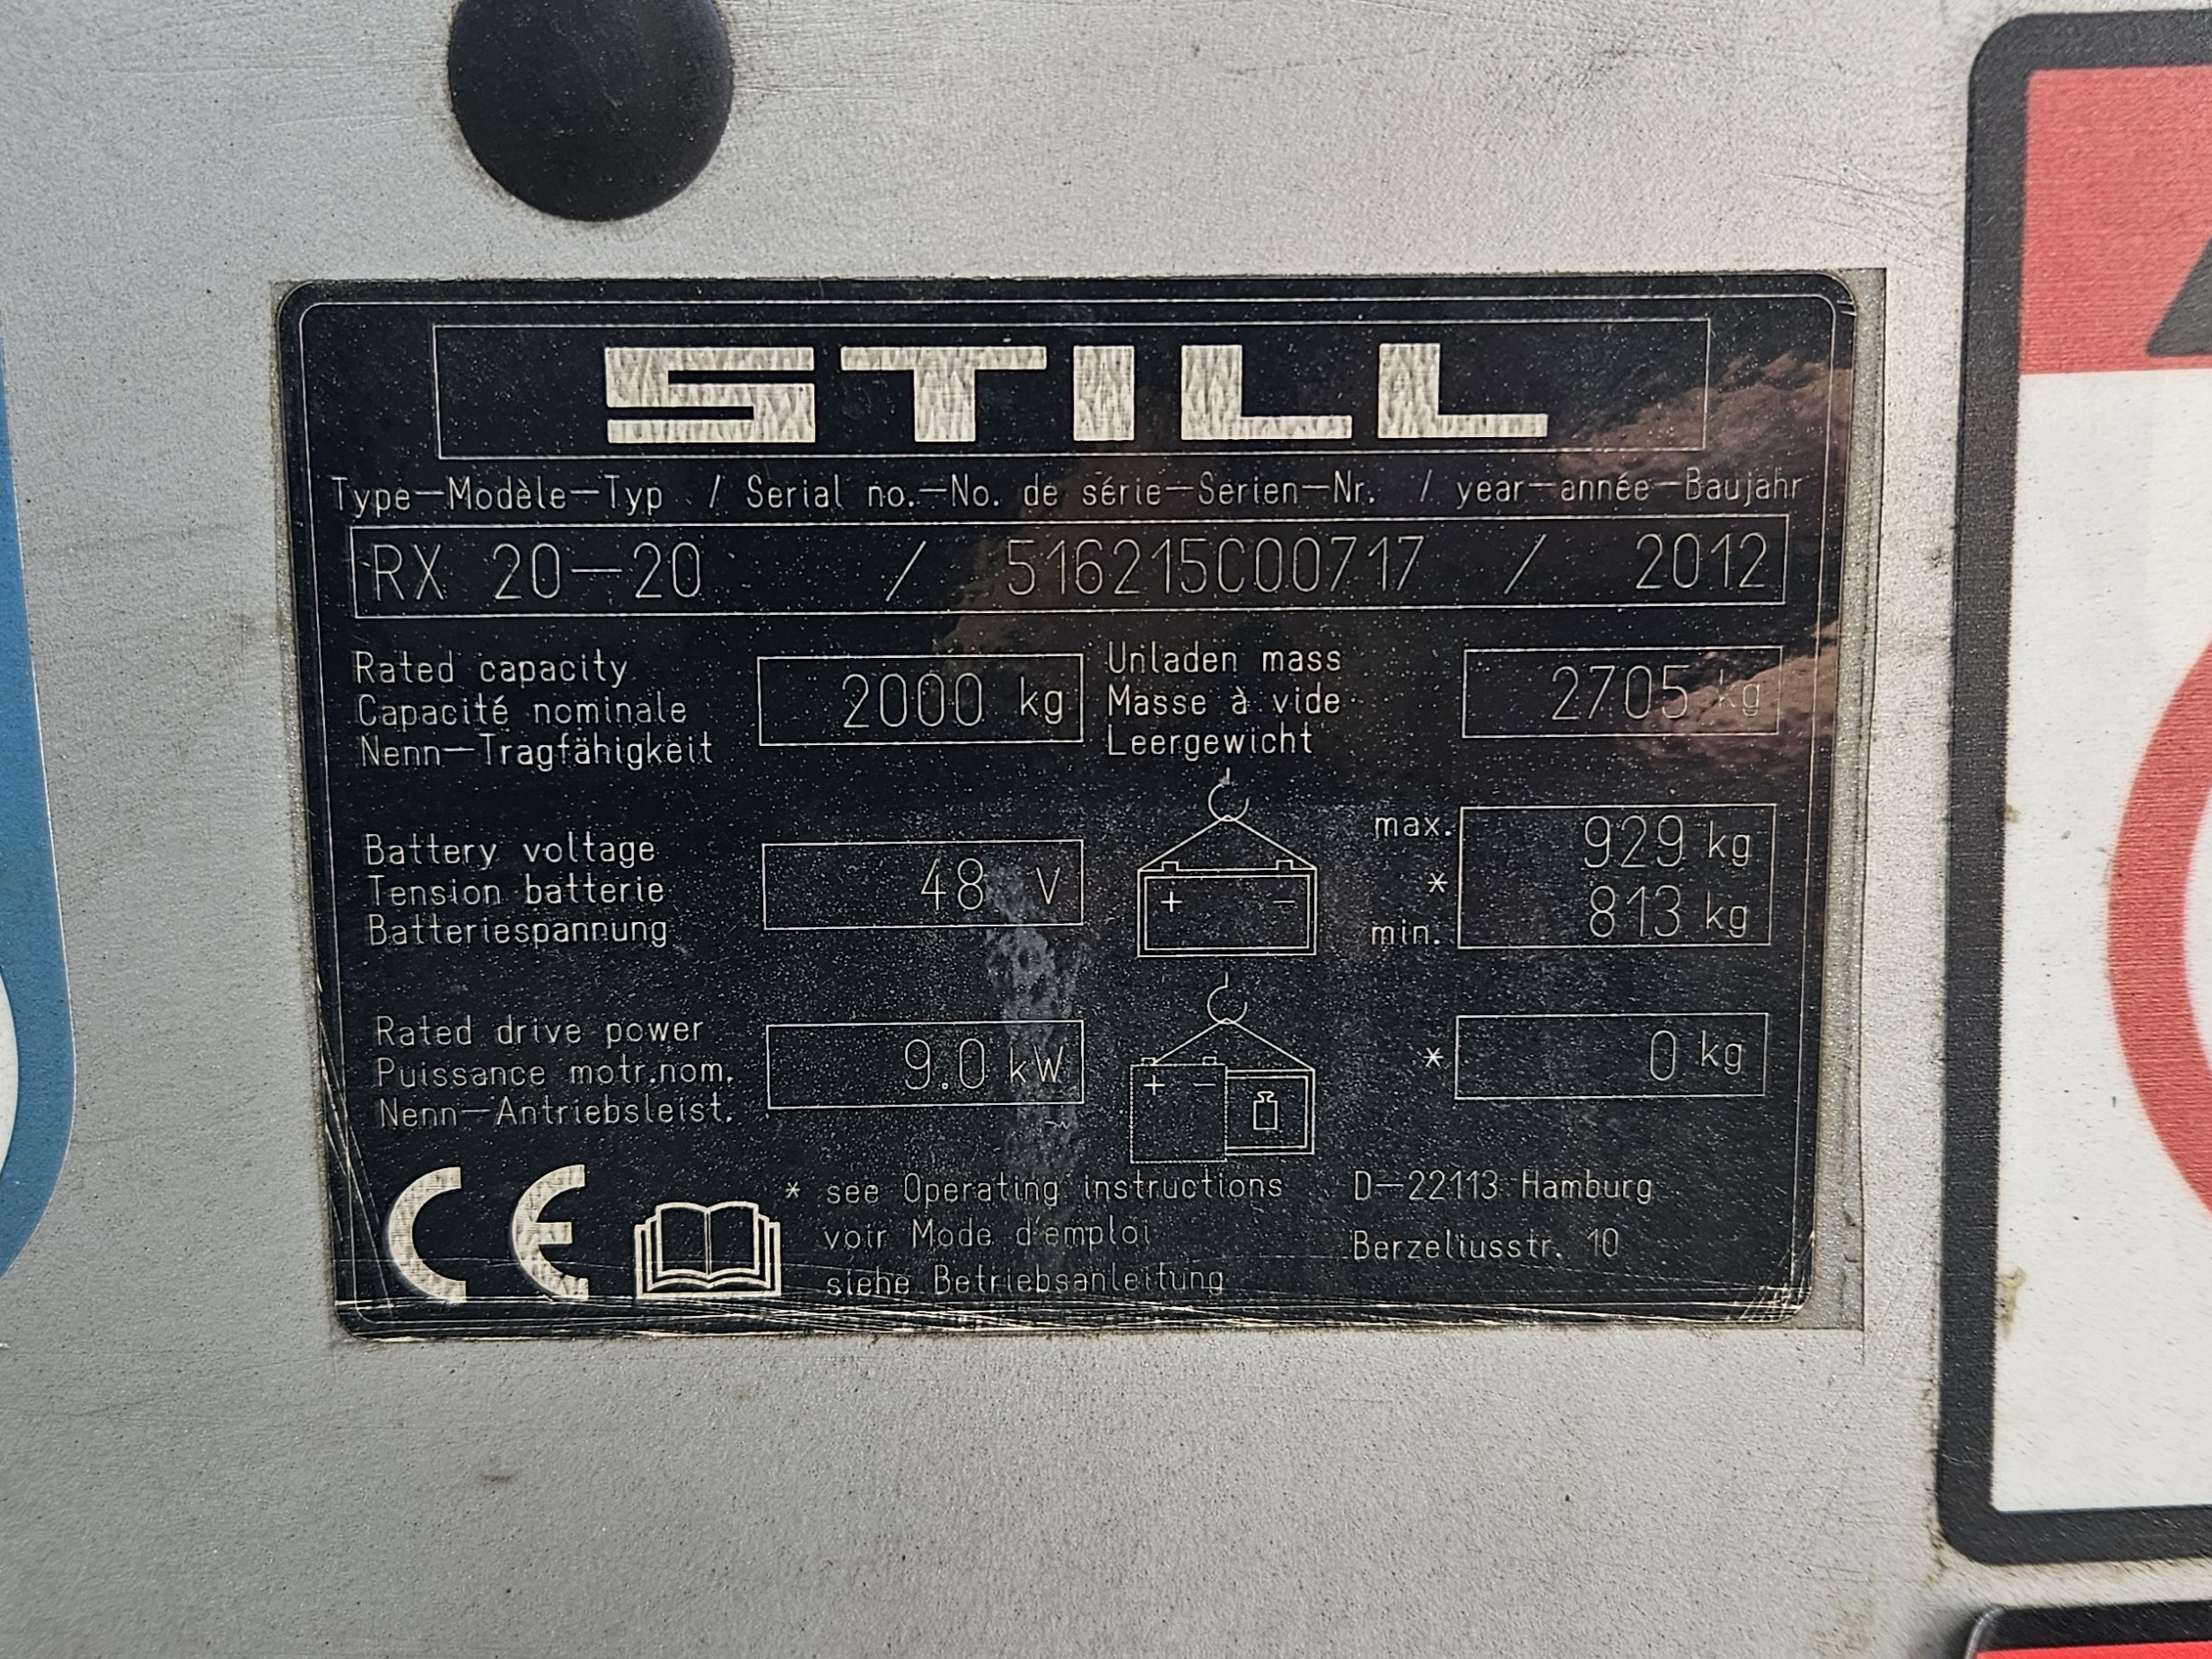 STILL
Type-Modèle-Typ / Serial no.-No. de série-Serien-Nr. / year-année-Baujahr
RX 20-20 / 516215C00717 / 2012
Rated capacity
Capacité nominale
Nenn-Tragfähigkeit
2000 kg
Unladen mass
Masse à vide
Leergewicht
2705 kg
Battery voltage
Tension batterie
Batteriespannung
48 V
+ -
max. 929 kg
*
min. 813 kg
Rated drive power
Puissance motr.nom.
Nenn-Antriebsleist.
9.0 kW
+ -
* 0 kg
CE
* see Operating instructions
voir Mode d'emploi
siehe Betriebsanleitung
D-22113 Hamburg
Berzeliusstr. 10